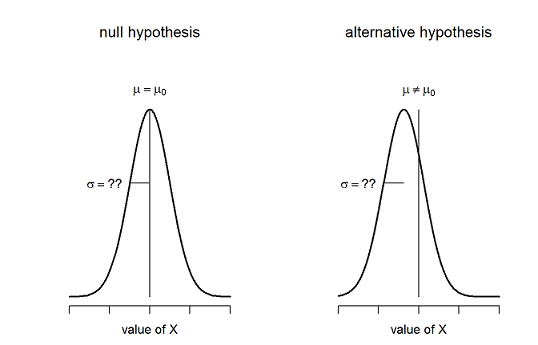 null hypothesis
alternative hypothesis
μ = μ₀
μ ≠ μ₀
σ = ??
σ = ??
value of X
value of X